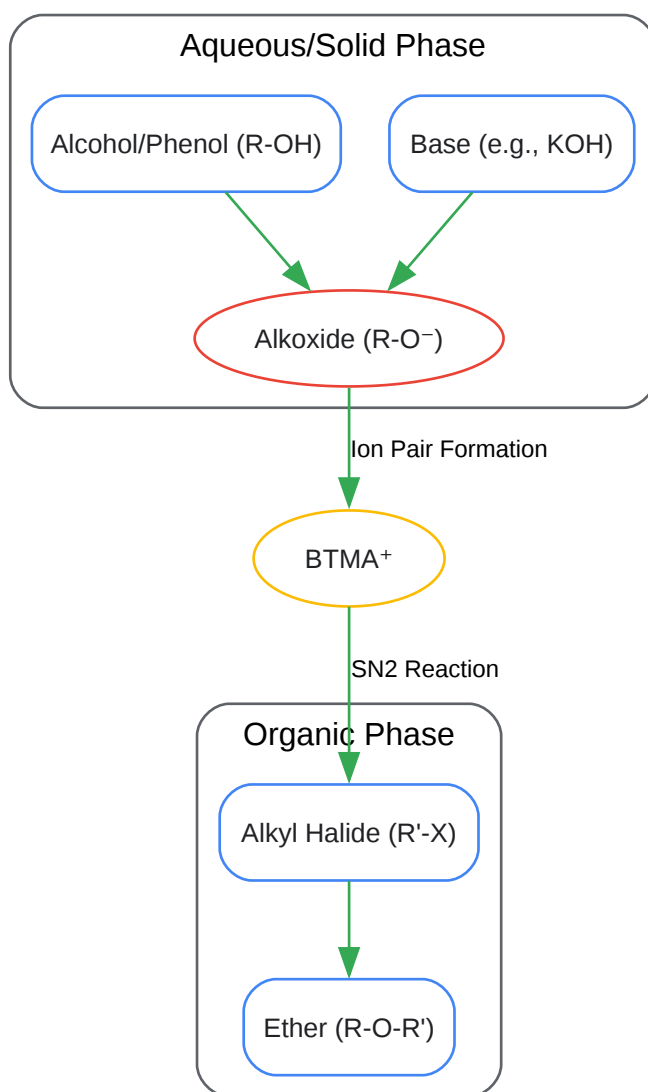 Aqueous/Solid Phase
Alcohol/Phenol (R-OH)
Base (e.g., KOH)
Alkoxide (R-O⁻)
Ion Pair Formation
BTMA⁺
SN2 Reaction
Organic Phase
Alkyl Halide (R'-X)
Ether (R-O-R')